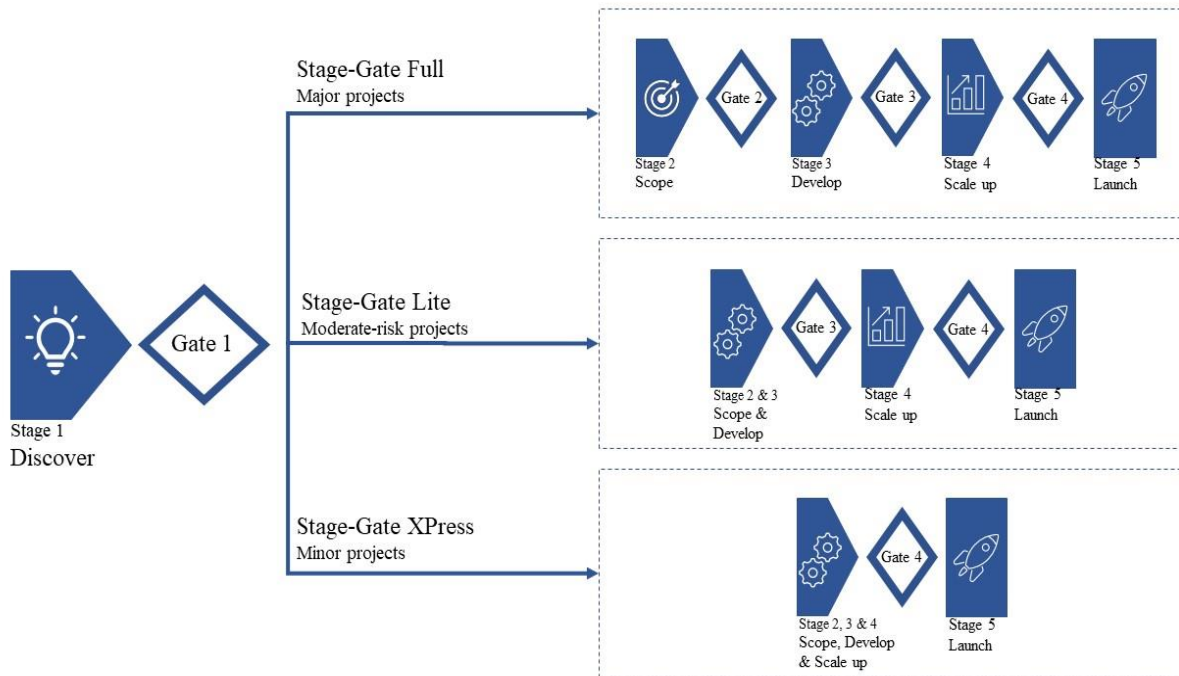 Stage 1
Discover
Gate 1
Stage-Gate Full
Major projects
Stage 2
Scope
Gate 2
Stage 3
Develop
Gate 3
Stage 4
Scale up
Gate 4
Stage 5
Launch
Stage-Gate Lite
Moderate-risk projects
Stage 2 & 3
Scope &
Develop
Gate 3
Stage 4
Scale up
Gate 4
Stage 5
Launch
Stage-Gate XPress
Minor projects
Stage 2, 3 & 4
Scope, Develop
& Scale up
Gate 4
Stage 5
Launch